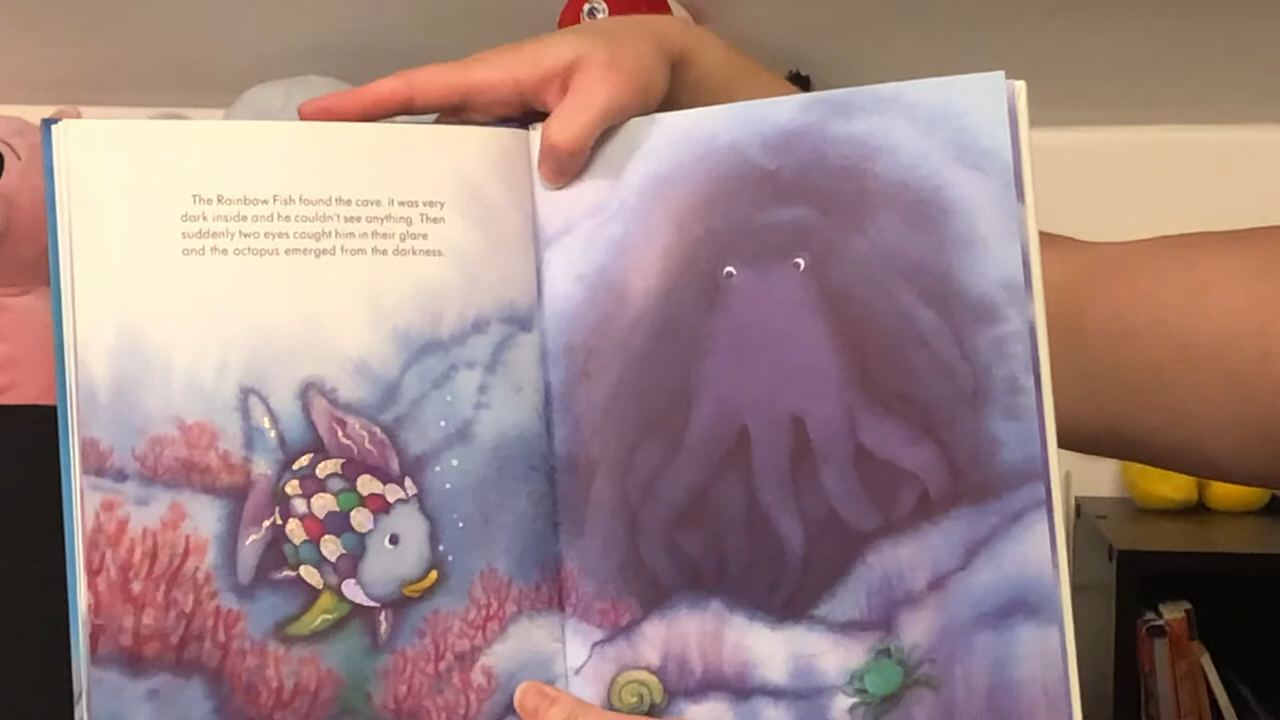 The Rainbow Fish found the cave. it was very
dark inside and he couldn't see anything. Then
suddenly two eyes caught him in their glare
and the octopus emerged from the darkness.